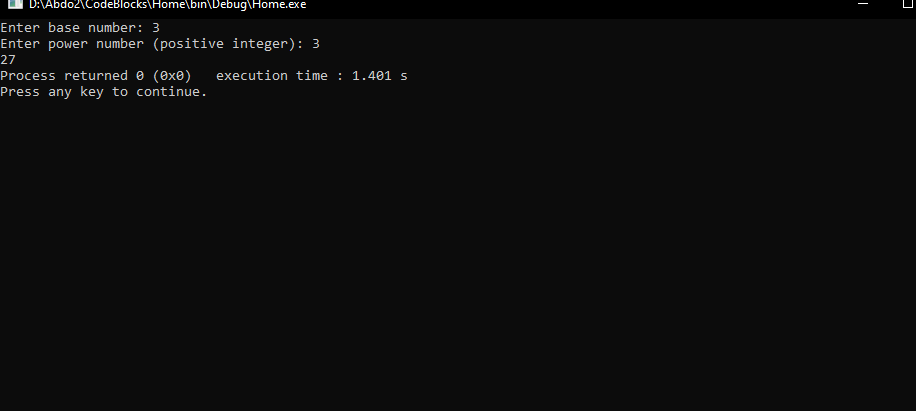 D:\Abdo2\CodeBlocks\Home\bin\Debug\Home.exe
Enter base number: 3
Enter power number (positive integer): 3
27
Process returned 0 (0x0)   execution time : 1.401 s
Press any key to continue.